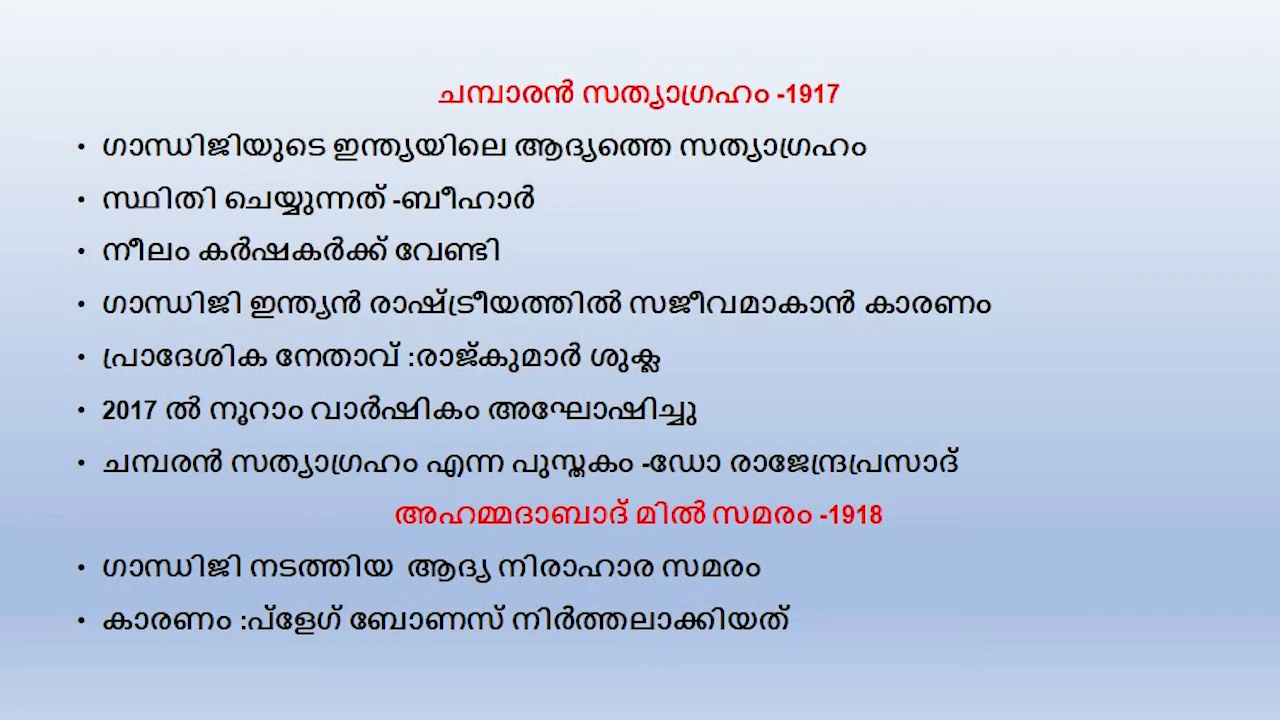 ചമ്പാരൻ സത്യാഗ്രഹം -1917
• ഗാന്ധിജിയുടെ ഇന്ത്യയിലെ ആദ്യത്തെ സത്യാഗ്രഹം
• സ്ഥിതി ചെയ്യുന്നത് -ബീഹാർ
• നീലം കർഷകർക്ക് വേണ്ടി
• ഗാന്ധിജി ഇന്ത്യൻ രാഷ്ട്രീയത്തിൽ സജീവമാകാൻ കാരണം
• പ്രാദേശിക നേതാവ് :രാജ്കുമാർ ശുക്ല
• 2017 ൽ നൂറാം വാർഷികം അഘോഷിച്ചു
• ചമ്പരൻ സത്യാഗ്രഹം എന്ന പുസ്തകം -ഡോ രാജേന്ദ്രപ്രസാദ്
അഹമ്മദാബാദ് മിൽ സമരം -1918
• ഗാന്ധിജി നടത്തിയ ആദ്യ നിരാഹാര സമരം
• കാരണം :പ്ളേഗ് ബോണസ് നിർത്തലാക്കിയത്